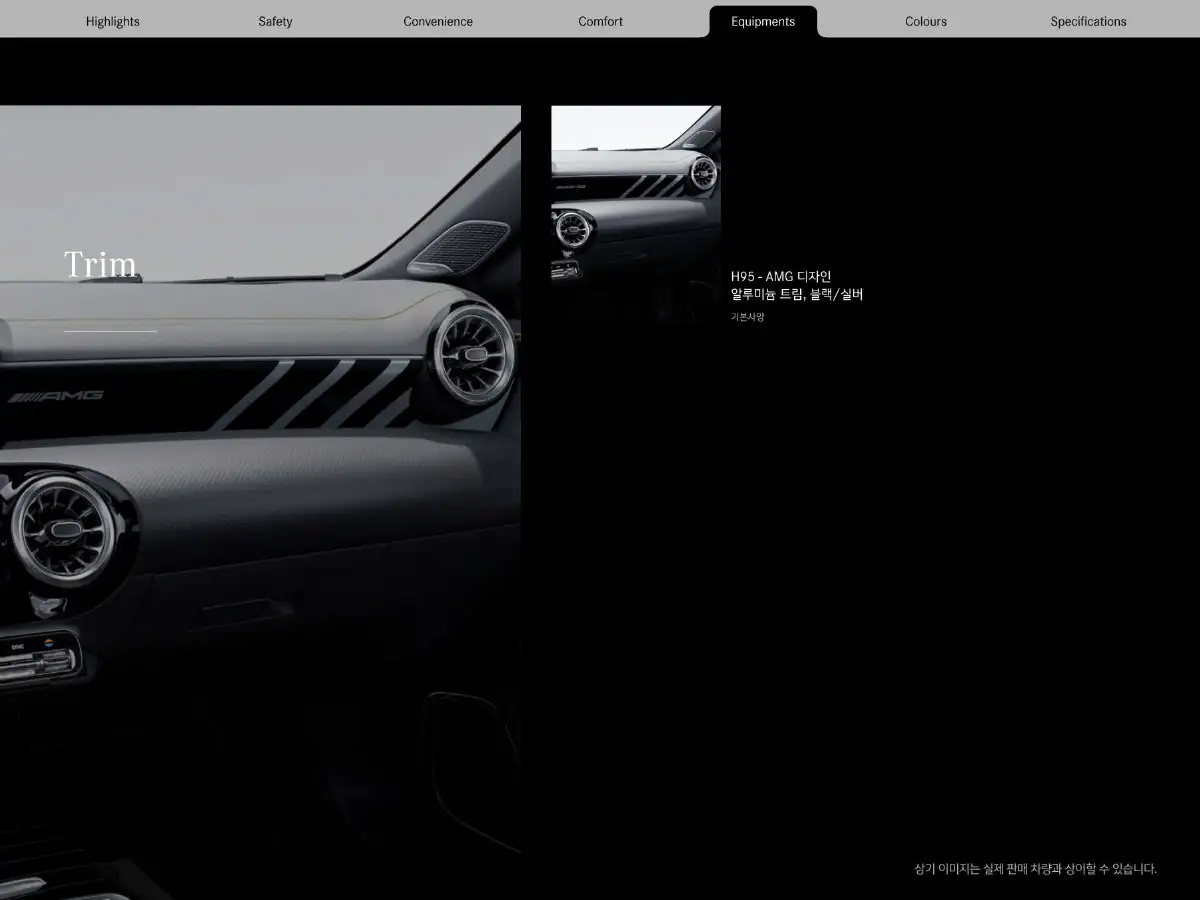 Highlights
Safety
Convenience
Comfort
Equipments
Colours
Specifications
Trim
AMG
H95 - AMG 디자인
알루미늄 트림, 블랙/실버
기본사양
상기 이미지는 실제 판매 차량과 상이할 수 있습니다.